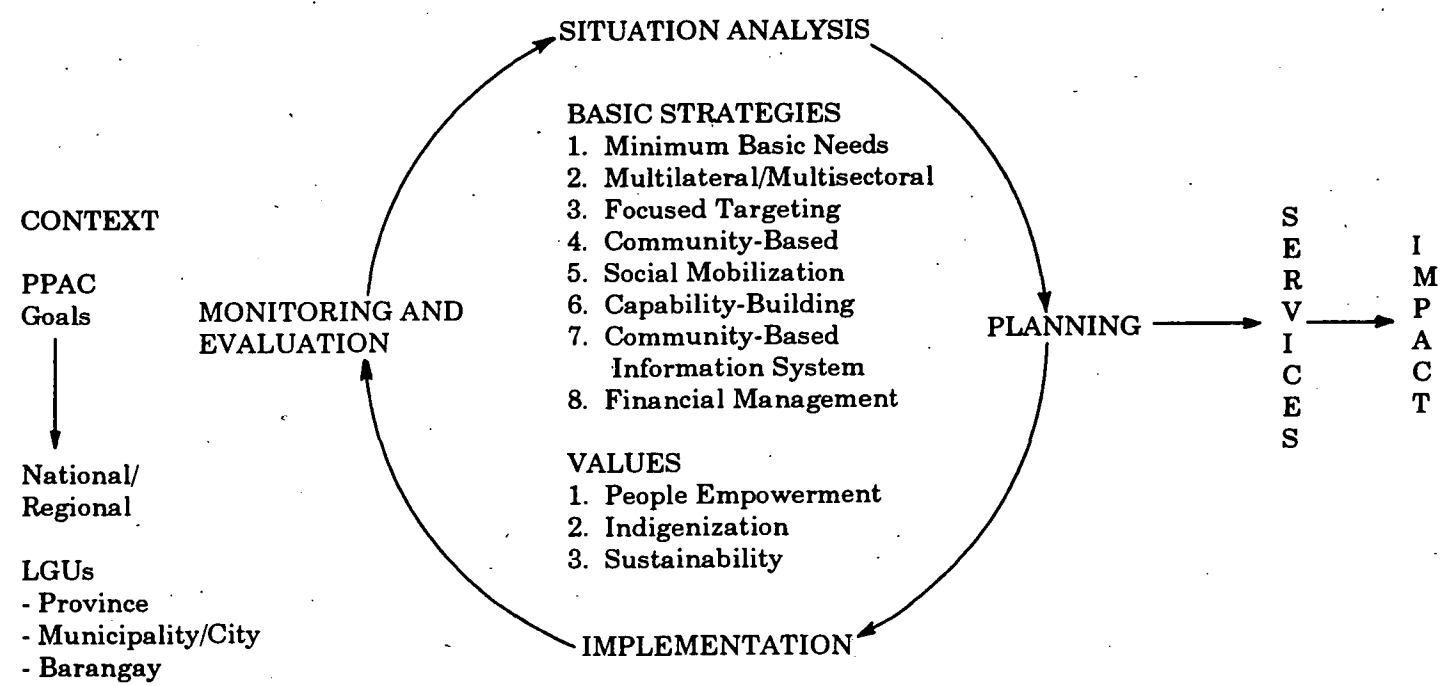 SITUATION ANALYSIS
BASIC STRATEGIES
1. Minimum Basic Needs
2. Multilateral/Multisectoral
3. Focused Targeting
4. Community-Based
5. Social Mobilization
6. Capability-Building
7. Community-Based
Information System
8. Financial Management
VALUES
1. People Empowerment
2. Indigenization
3. Sustainability
CONTEXT
PPAC
Goals
National/
Regional
LGUs
- Province
- Municipality/City
- Barangay
MONITORING AND
EVALUATION
PLANNING
IMPLEMENTATION
SERVICES
IMPACT